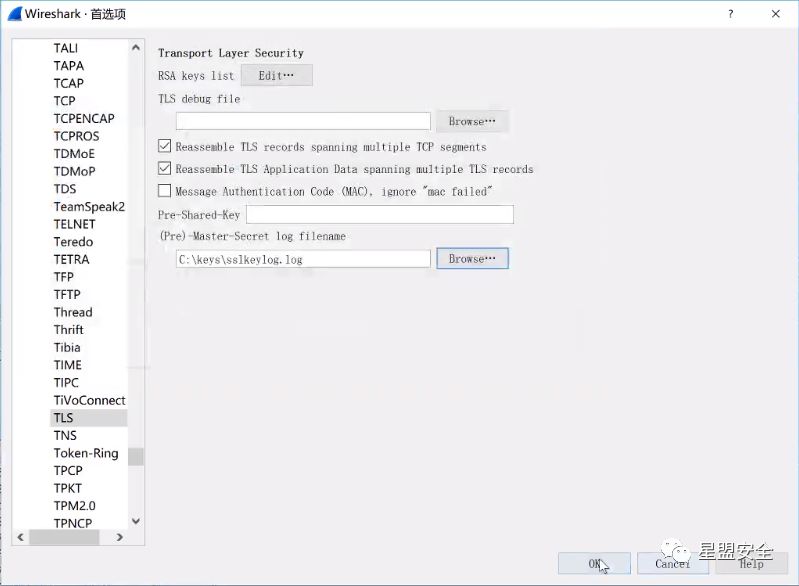 Wireshark · 首选项
?
TALI
TAPA
TCAP
TCP
TCPENCAP
TCPROS
TDMoE
TDMoP
TDS
TeamSpeak2
TELNET
Teredo
TETRA
TFP
TFTP
Thread
Thrift
Tibia
TIME
TIPC
TiVoConnect
TLS
TNS
Token-Ring
TPCP
TPKT
TPM2.0
TPNCP
Transport Layer Security
RSA keys list Edit…
TLS debug file
Browse…
Reassemble TLS records spanning multiple TCP segments
Reassemble TLS Application Data spanning multiple TLS records
Message Authentication Code (MAC), ignore "mac failed"
Pre-Shared-Key
(Pre)-Master-Secret log filename
C:\keys\sslkeylog.log Browse…
OK Cancel Help
星盟安全